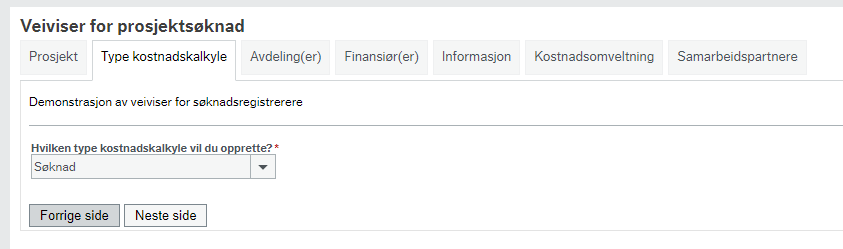 Veiviser for prosjektsøknad
Prosjekt Type kostnadskalkyle Avdeling(er) Finansiør(er) Informasjon Kostnadsomveltning Samarbeidspartnere
Demonstrasjon av veiviser for søknadsregistrerere
Hvilken type kostnadskalkyle vil du opprette?*
Søknad
Forrige side Neste side